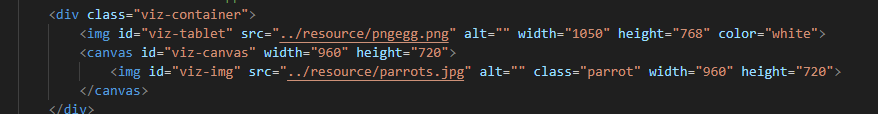 <div class="viz-container">
<img id="viz-tablet" src="../resource/pngegg.png" alt="" width="1050" height="768" color="white">
<canvas id="viz-canvas" width="960" height="720">
<img id="viz-img" src="../resource/parrots.jpg" alt="" class="parrot" width="960" height="720">
</canvas>
</div>